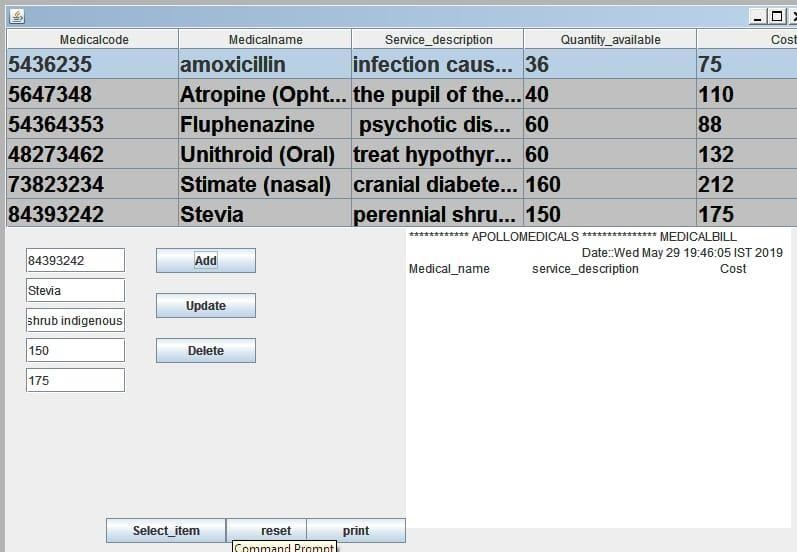 Medicalcode Medicalname Service_description Quantity_available Cost
5436235 amoxicillin infection caus... 36 75
5647348 Atropine (Opht... the pupil of the... 40 110
54364353 Fluphenazine psychotic dis... 60 88
48273462 Unithroid (Oral) treat hypothyr... 60 132
73823234 Stimate (nasal) cranial diabete... 160 212
84393242 Stevia perennial shru... 150 175
************ APOLLOMEDICALS *************** MEDICALBILL
Date::Wed May 29 19:46:05 IST 2019
Medical_name service_description Cost
84393242 Add
Stevia
Update
shrub indigenous
150 Delete
175
Select_item reset print
Command Prompt